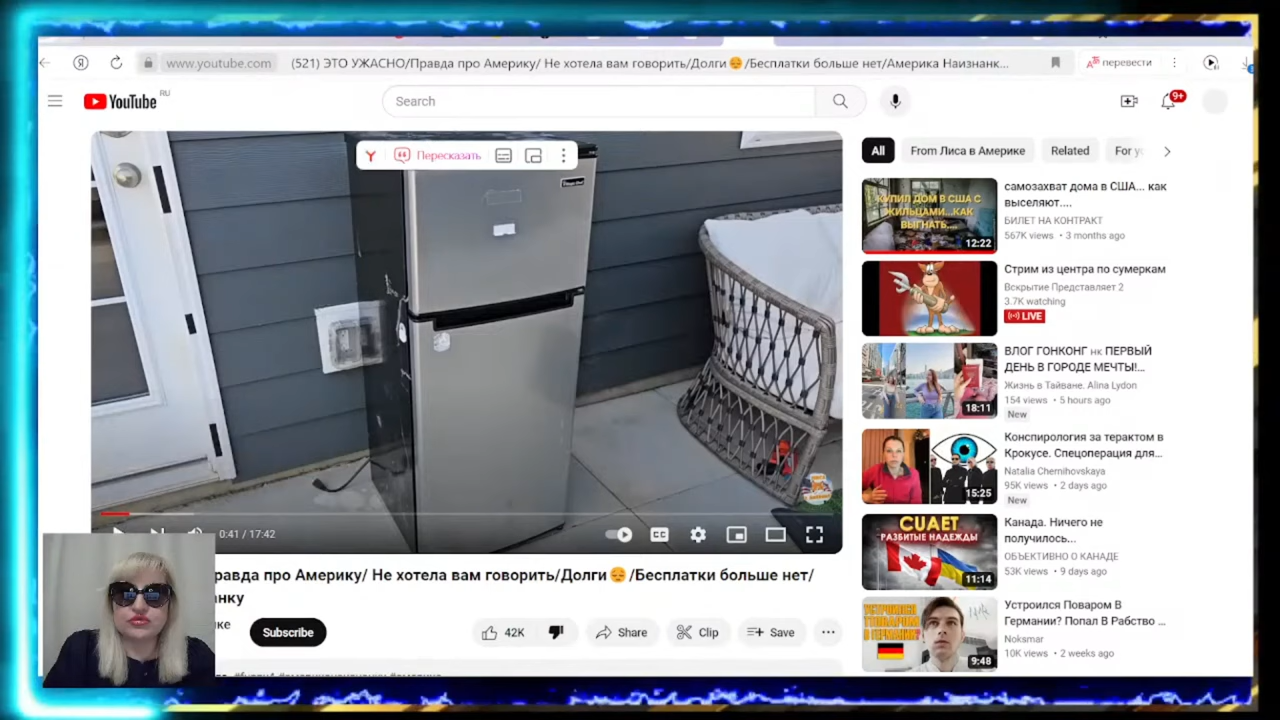 www.youtube.com
(521) ЭТО УЖАСНО/Правда про Америку/ Не хотела вам говорить/Долги😔/Бесплатки больше нет/Америка Наизнанк...
перевести
YouTube RU
Search
9+
Пересказать
0:41 / 17:42
равда про Америку/ Не хотела вам говорить/Долги😔/Бесплатки больше нет/
нку
ке
Subscribe
42K
Share
Clip
Save
All
From Лиса в Америке
Related
For yo
КУПИЛ ДОМ В США С
ЖИЛЬЦАМИ...КАК
ВЫГНАТЬ....
12:22
самозахват дома в США... как
выселяют....
БИЛЕТ НА КОНТРАКТ
567K views • 3 months ago
Стрим из центра по сумеркам
Вскрытие Представляет 2
3.7K watching
LIVE
18:11
ВЛОГ ГОНКОНГ 🇭🇰 ПЕРВЫЙ
ДЕНЬ В ГОРОДЕ МЕЧТЫ!...
Жизнь в Тайване. Alina Lydon
154 views • 5 hours ago
New
15:25
Конспирология за терактом в
Крокусе. Спецоперация для...
Natalia Chernihovskaya
95K views • 2 days ago
New
CUAET
РАЗБИТЫЕ НАДЕЖДЫ
11:14
Канада. Ничего не
получилось...
ОБЪЕКТИВНО О КАНАДЕ
53K views • 9 days ago
УСТРОИЛСЯ
ПОВАРОМ
В ГЕРМАНИИ?
9:48
Устроился Поваром В
Германии? Попал В Рабство ...
Noksmar
10K views • 2 weeks ago